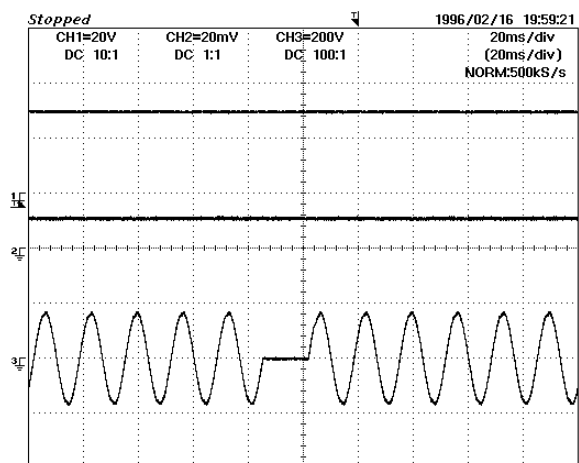 Stopped 1996/02/16 19:59:21
CH1=20V CH2=20mV CH3=200V 20ms/div
DC 10:1 DC 1:1 DC 100:1 (20ms/div)
NORM:500kS/s
T
1
T
2
3